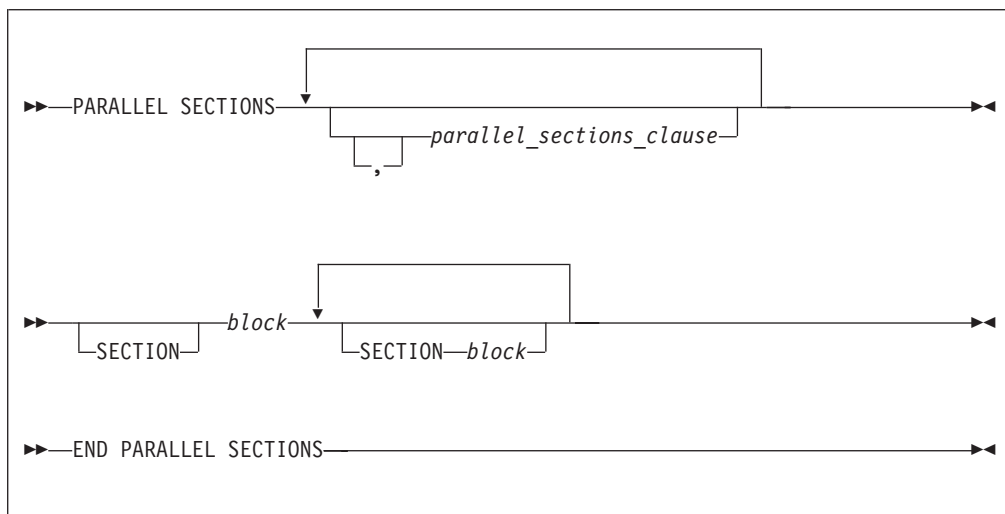 PARALLEL SECTIONS
, parallel_sections_clause
block
SECTION SECTION block
END PARALLEL SECTIONS